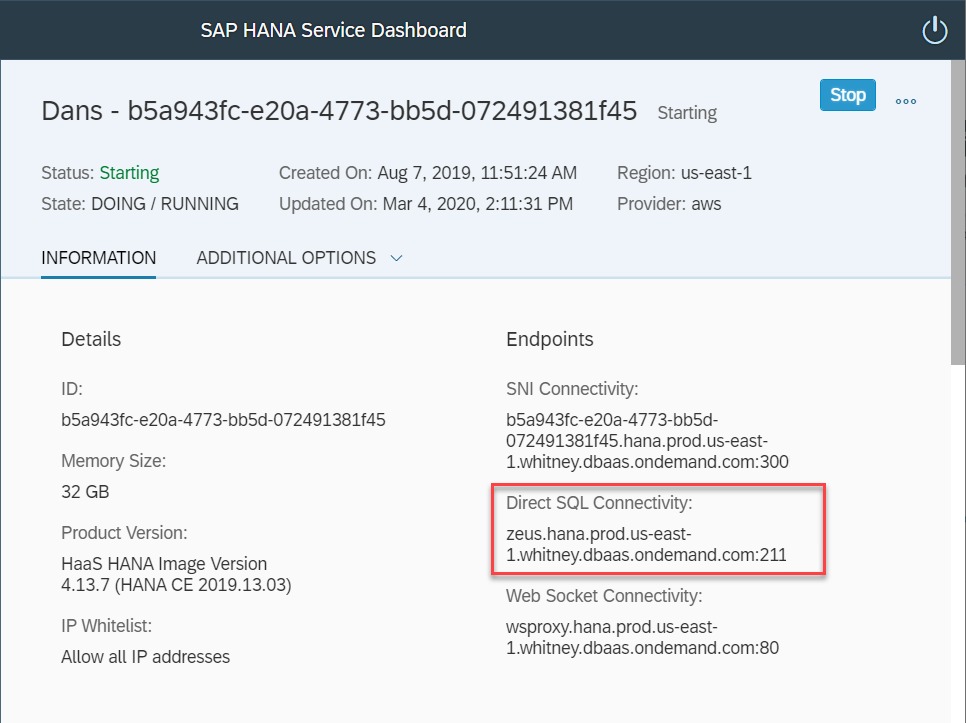 SAP HANA Service Dashboard
Dans - b5a943fc-e20a-4773-bb5d-072491381f45 Starting
Stop
Status: Starting
Created On: Aug 7, 2019, 11:51:24 AM
Region: us-east-1
State: DOING / RUNNING
Updated On: Mar 4, 2020, 2:11:31 PM
Provider: aws
INFORMATION
ADDITIONAL OPTIONS
Details
ID:
b5a943fc-e20a-4773-bb5d-072491381f45
Memory Size:
32 GB
Product Version:
HaaS HANA Image Version
4.13.7 (HANA CE 2019.13.03)
IP Whitelist:
Allow all IP addresses
Endpoints
SNI Connectivity:
b5a943fc-e20a-4773-bb5d-
072491381f45.hana.prod.us-east-
1.whitney.dbaas.ondemand.com:300
Direct SQL Connectivity:
zeus.hana.prod.us-east-
1.whitney.dbaas.ondemand.com:211
Web Socket Connectivity:
wsproxy.hana.prod.us-east-
1.whitney.dbaas.ondemand.com:80